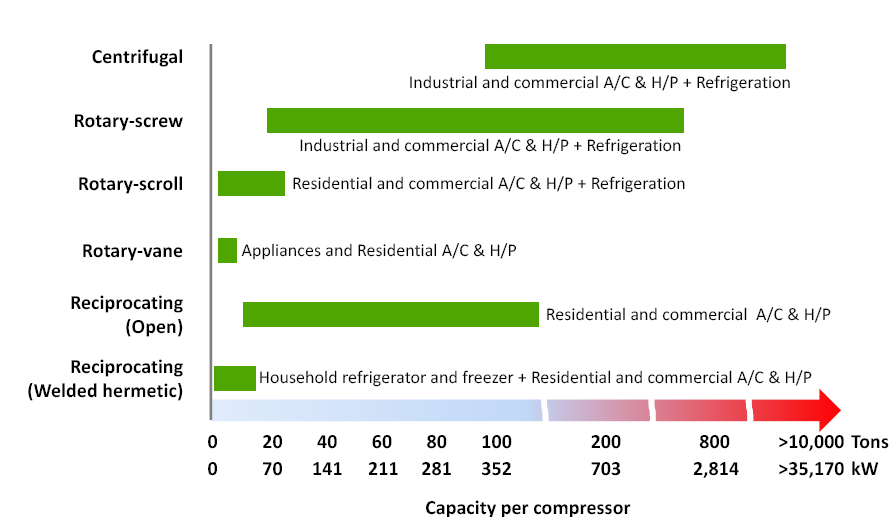 Centrifugal
Industrial and commercial A/C & H/P + Refrigeration
Rotary-screw
Industrial and commercial A/C & H/P + Refrigeration
Rotary-scroll
Residential and commercial A/C & H/P + Refrigeration
Rotary-vane
Appliances and Residential A/C & H/P
Reciprocating
(Open)
Residential and commercial A/C & H/P
Reciprocating
(Welded hermetic)
Household refrigerator and freezer + Residential and commercial A/C & H/P
0 20 40 60 80 100 200 800 >10,000 Tons
0 70 141 211 281 352 703 2,814 >35,170 kW
Capacity per compressor